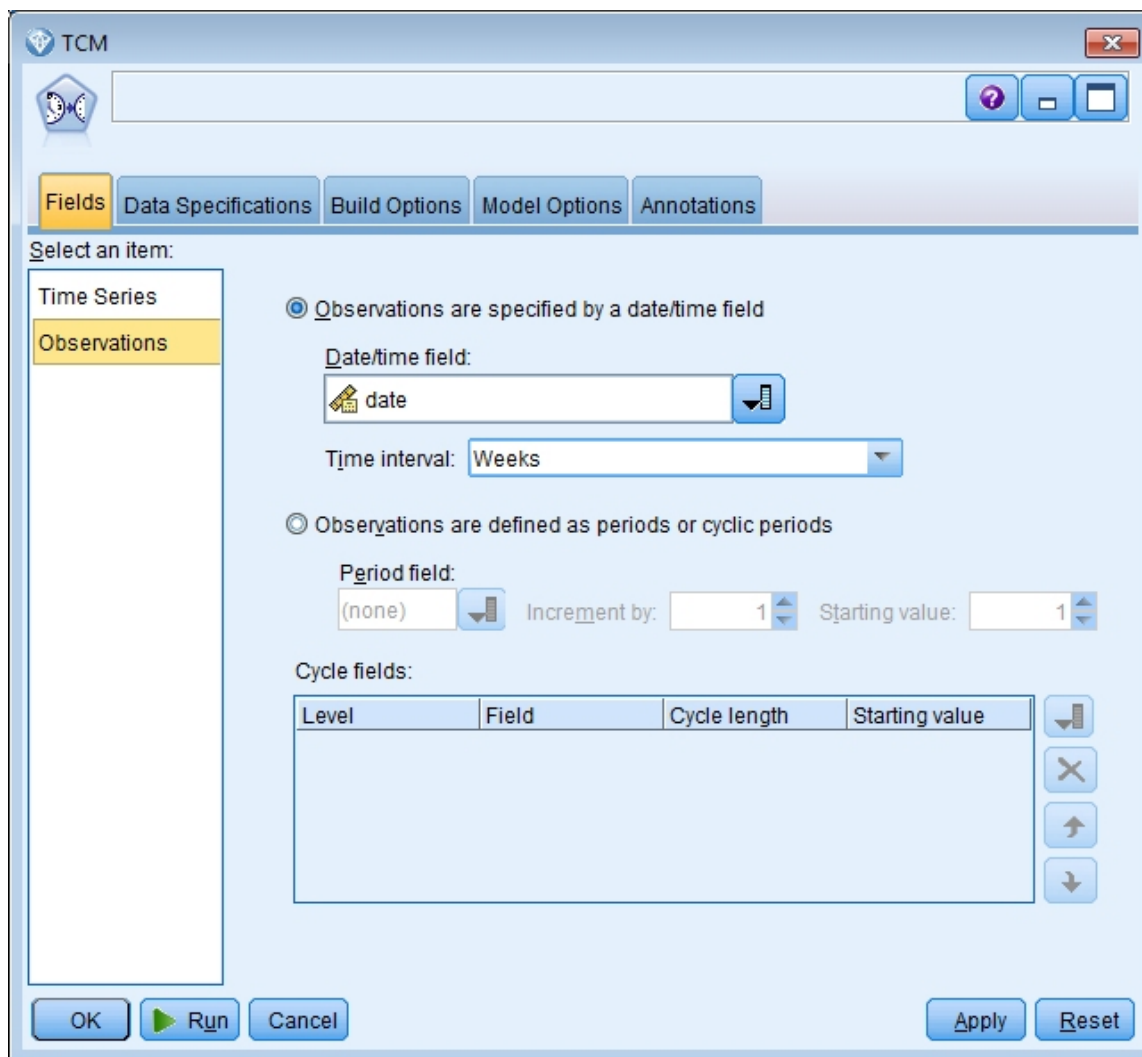 TCM
Fields Data Specifications Build Options Model Options Annotations
Select an item:
Time Series
Observations
Observations are specified by a date/time field
Date/time field:
date
Time interval: Weeks
Observations are defined as periods or cyclic periods
Period field:
(none) Increment by: 1 Starting value: 1
Cycle fields:
Level Field Cycle length Starting value
OK Run Cancel Apply Reset